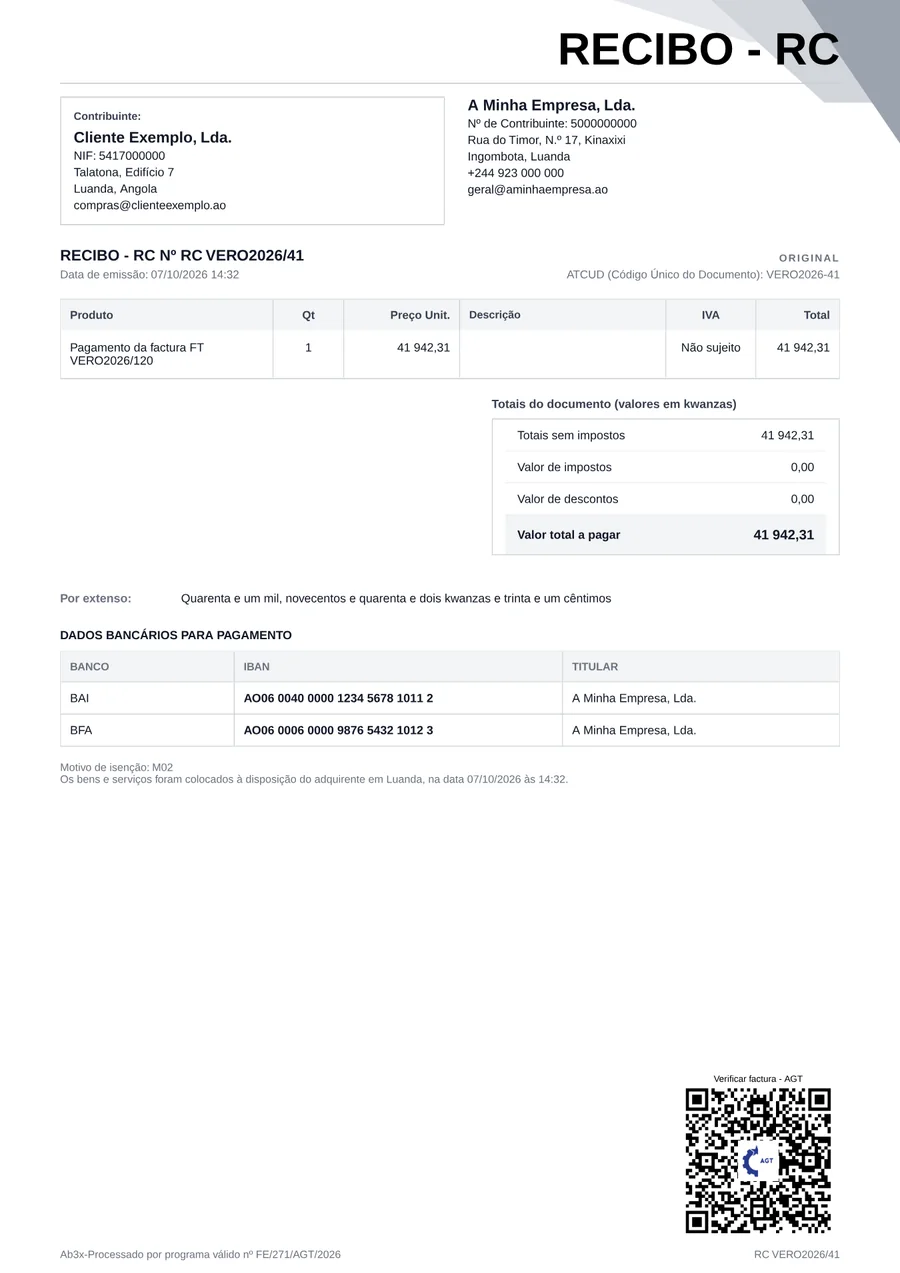 RECIBO - RC
Contribuinte:
Cliente Exemplo, Lda.
NIF: 5417000000
Talatona, Edifício 7
Luanda, Angola
compras@clienteexemplo.ao
A Minha Empresa, Lda.
Nº de Contribuinte: 5000000000
Rua do Timor, N.º 17, Kinaxixi
Ingombota, Luanda
+244 923 000 000
geral@aminhaempresa.ao
RECIBO - RC Nº RC VERO2026/41
ORIGINAL
Data de emissão: 07/10/2026 14:32
ATCUD (Código Único do Documento): VERO2026-41
Produto Qt Preço Unit. Descrição IVA Total
Pagamento da factura FT 1 41 942,31 Não sujeito 41 942,31
VERO2026/120
Totais do documento (valores em kwanzas)
Totais sem impostos 41 942,31
Valor de impostos 0,00
Valor de descontos 0,00
Valor total a pagar 41 942,31
Por extenso: Quarenta e um mil, novecentos e quarenta e dois kwanzas e trinta e um cêntimos
DADOS BANCÁRIOS PARA PAGAMENTO
BANCO IBAN TITULAR
BAI AO06 0040 0000 1234 5678 1011 2 A Minha Empresa, Lda.
BFA AO06 0006 0000 9876 5432 1012 3 A Minha Empresa, Lda.
Motivo de isenção: M02
Os bens e serviços foram colocados à disposição do adquirente em Luanda, na data 07/10/2026 às 14:32.
Verificar factura - AGT
AGT
Ab3x-Processado por programa válido nº FE/271/AGT/2026
RC VERO2026/41